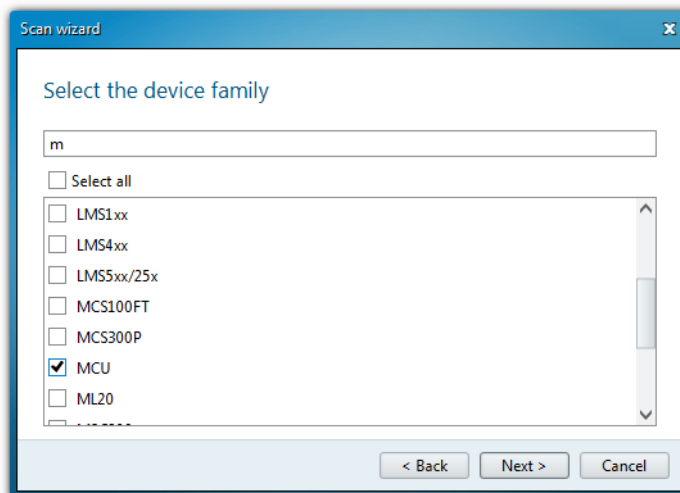 Scan wizard
Select the device family
m
Select all
LMS1xx
LMS4xx
LMS5xx/25x
MCS100FT
MCS300P
MCU
ML20
< Back Next > Cancel